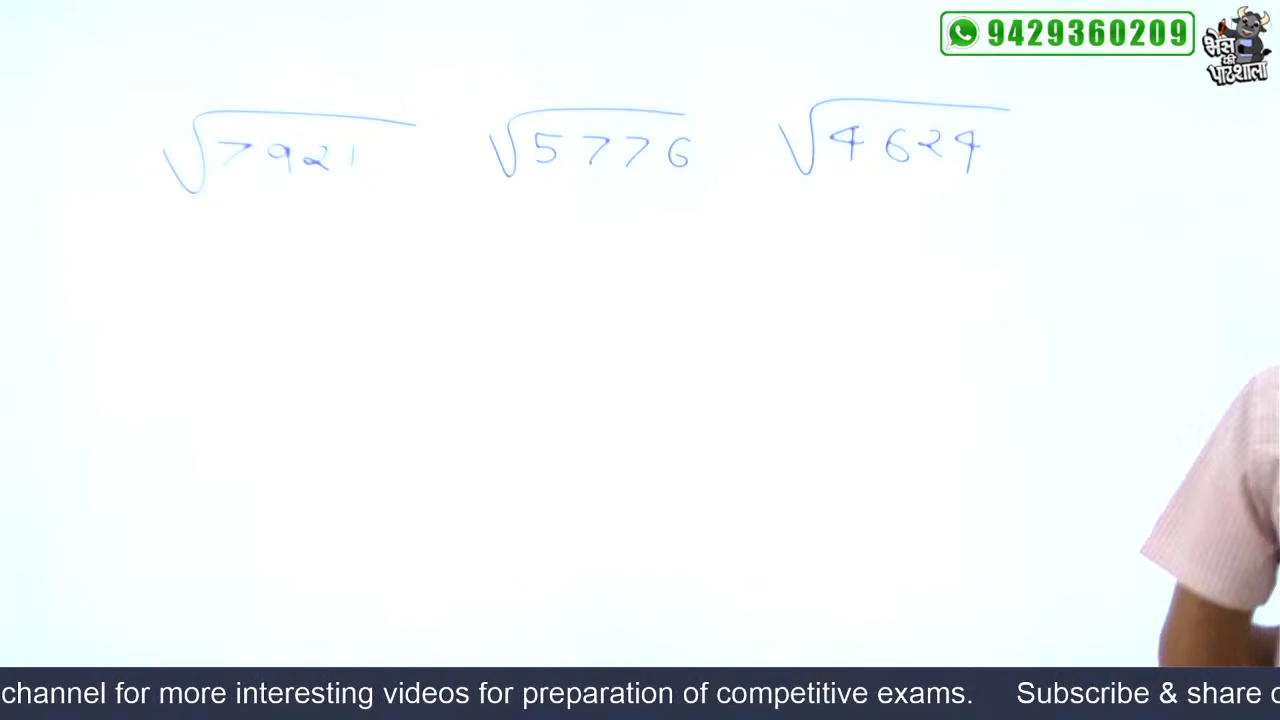 9429360209
भैंस
की
पाठशाला
√7921 √5776 √4624
channel for more interesting videos for preparation of competitive exams. Subscribe & share